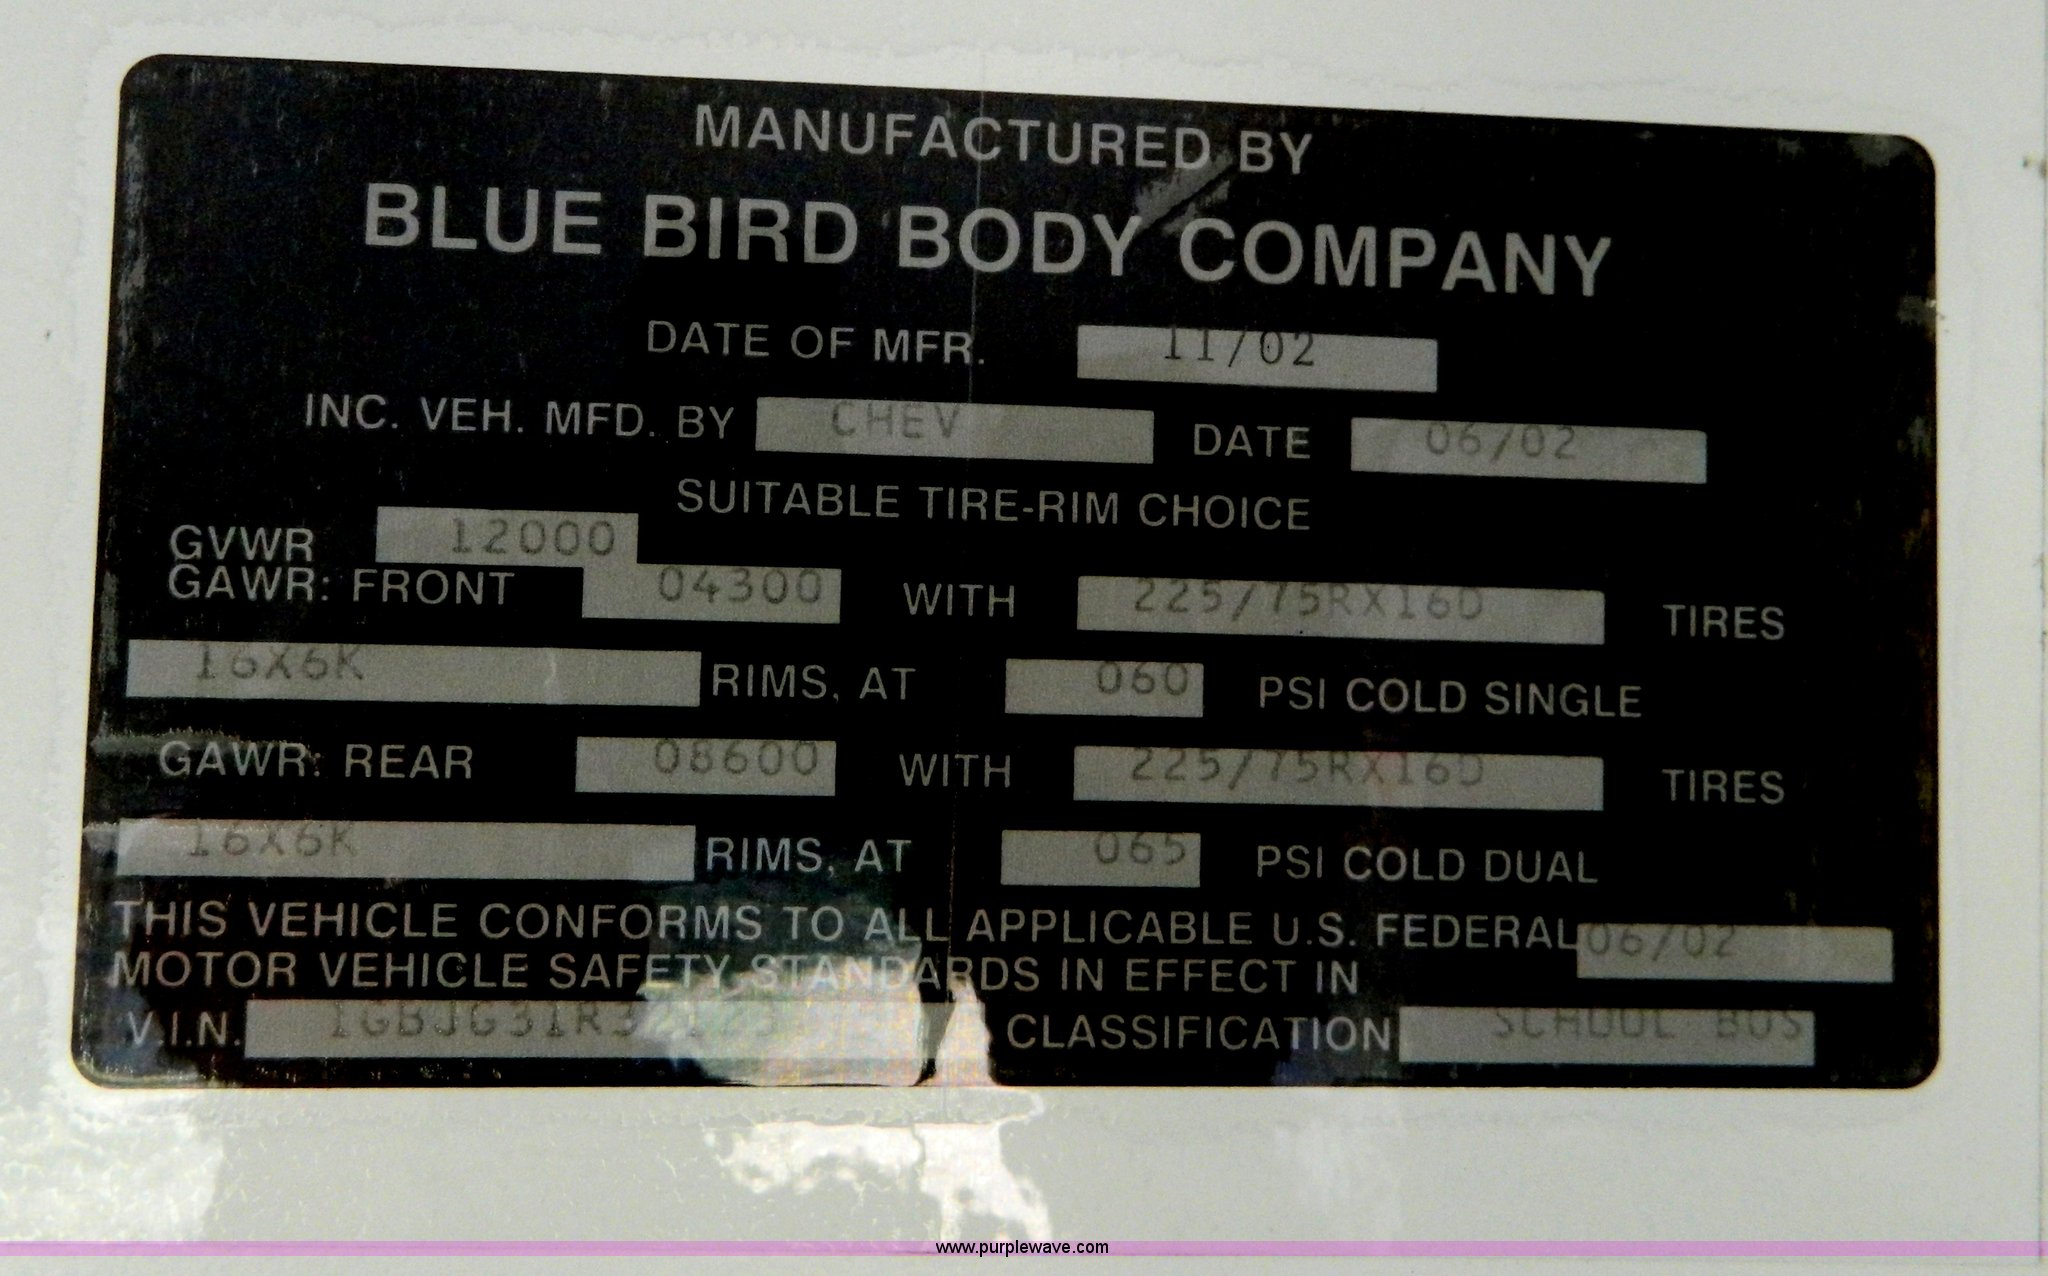 MANUFACTURED BY
BLUE BIRD BODY COMPANY
DATE OF MFR. 11/02
INC. VEH. MFD. BY CHEV DATE 06/02
SUITABLE TIRE-RIM CHOICE
GVWR 12000
GAWR: FRONT 04300 WITH 225/75RX16D TIRES
16X6K RIMS, AT 060 PSI COLD SINGLE
GAWR: REAR 08600 WITH 225/75RX16D TIRES
16X6K RIMS, AT 065 PSI COLD DUAL
THIS VEHICLE CONFORMS TO ALL APPLICABLE U.S. FEDERAL 06/02
MOTOR VEHICLE SAFETY STANDARDS IN EFFECT IN
V.I.N. CLASSIFICATION SCHOOL BUS
www.purplewave.com